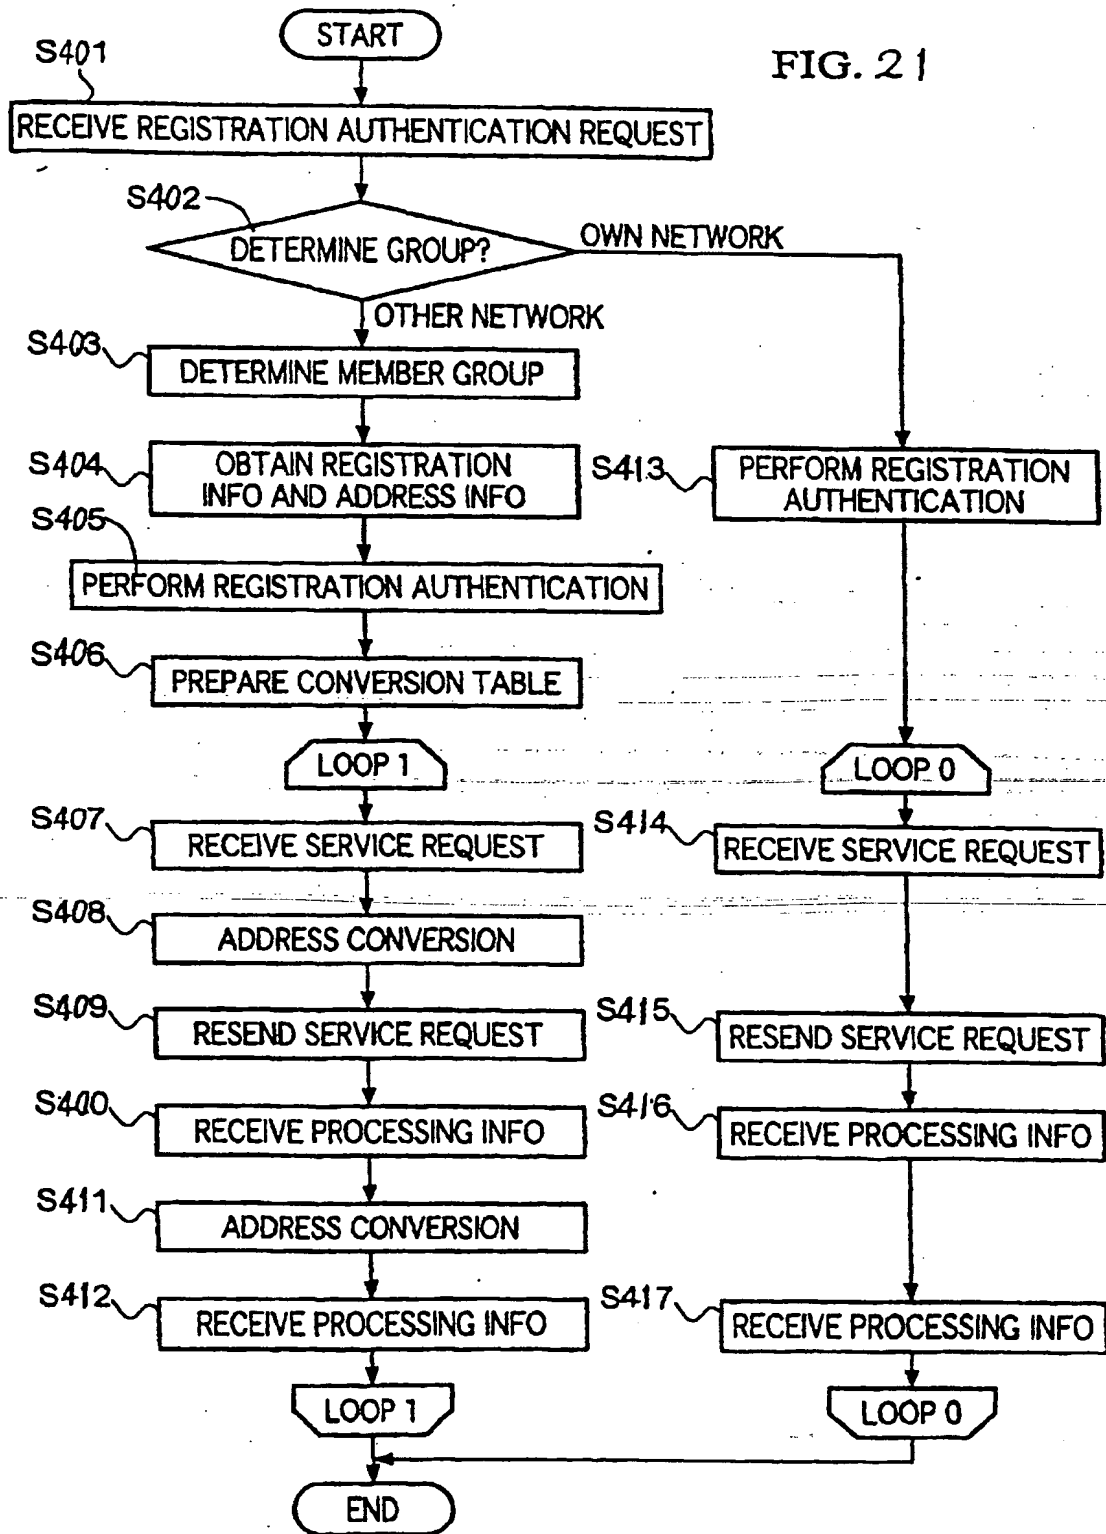 FIG. 21
START
S401
RECEIVE REGISTRATION AUTHENTICATION REQUEST
S402
DETERMINE GROUP?
OWN NETWORK
OTHER NETWORK
S403
DETERMINE MEMBER GROUP
S404
OBTAIN REGISTRATION
INFO AND ADDRESS INFO
S405
PERFORM REGISTRATION AUTHENTICATION
S406
PREPARE CONVERSION TABLE
LOOP 1
S407
RECEIVE SERVICE REQUEST
S408
ADDRESS CONVERSION
S409
RESEND SERVICE REQUEST
S400
RECEIVE PROCESSING INFO
S411
ADDRESS CONVERSION
S412
RECEIVE PROCESSING INFO
LOOP 1
S413
PERFORM REGISTRATION
AUTHENTICATION
LOOP 0
S414
RECEIVE SERVICE REQUEST
S415
RESEND SERVICE REQUEST
S416
RECEIVE PROCESSING INFO
S417
RECEIVE PROCESSING INFO
LOOP 0
END